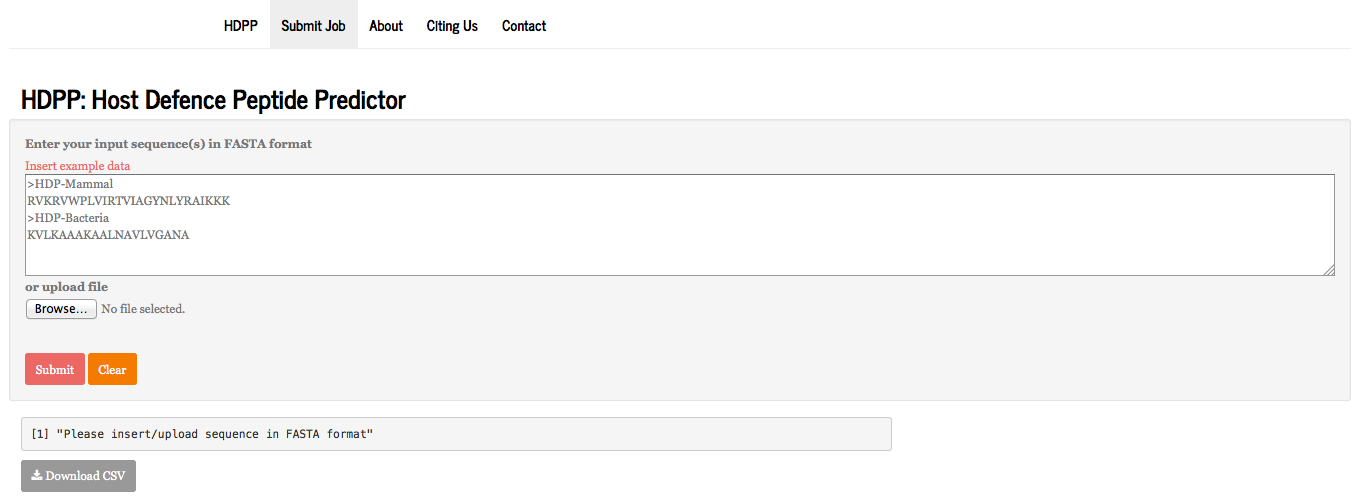 HDPP Submit Job About Citing Us Contact
HDPP: Host Defence Peptide Predictor
Enter your input sequence(s) in FASTA format
Insert example data
>HDP-Mammal
RVKRVWPLVIRTVIAGYNLYRAIKKK
>HDP-Bacteria
KVLKAAAKAALNAVLVGANA
or upload file
Browse... No file selected.
Submit Clear
[1] "Please insert/upload sequence in FASTA format"
Download CSV